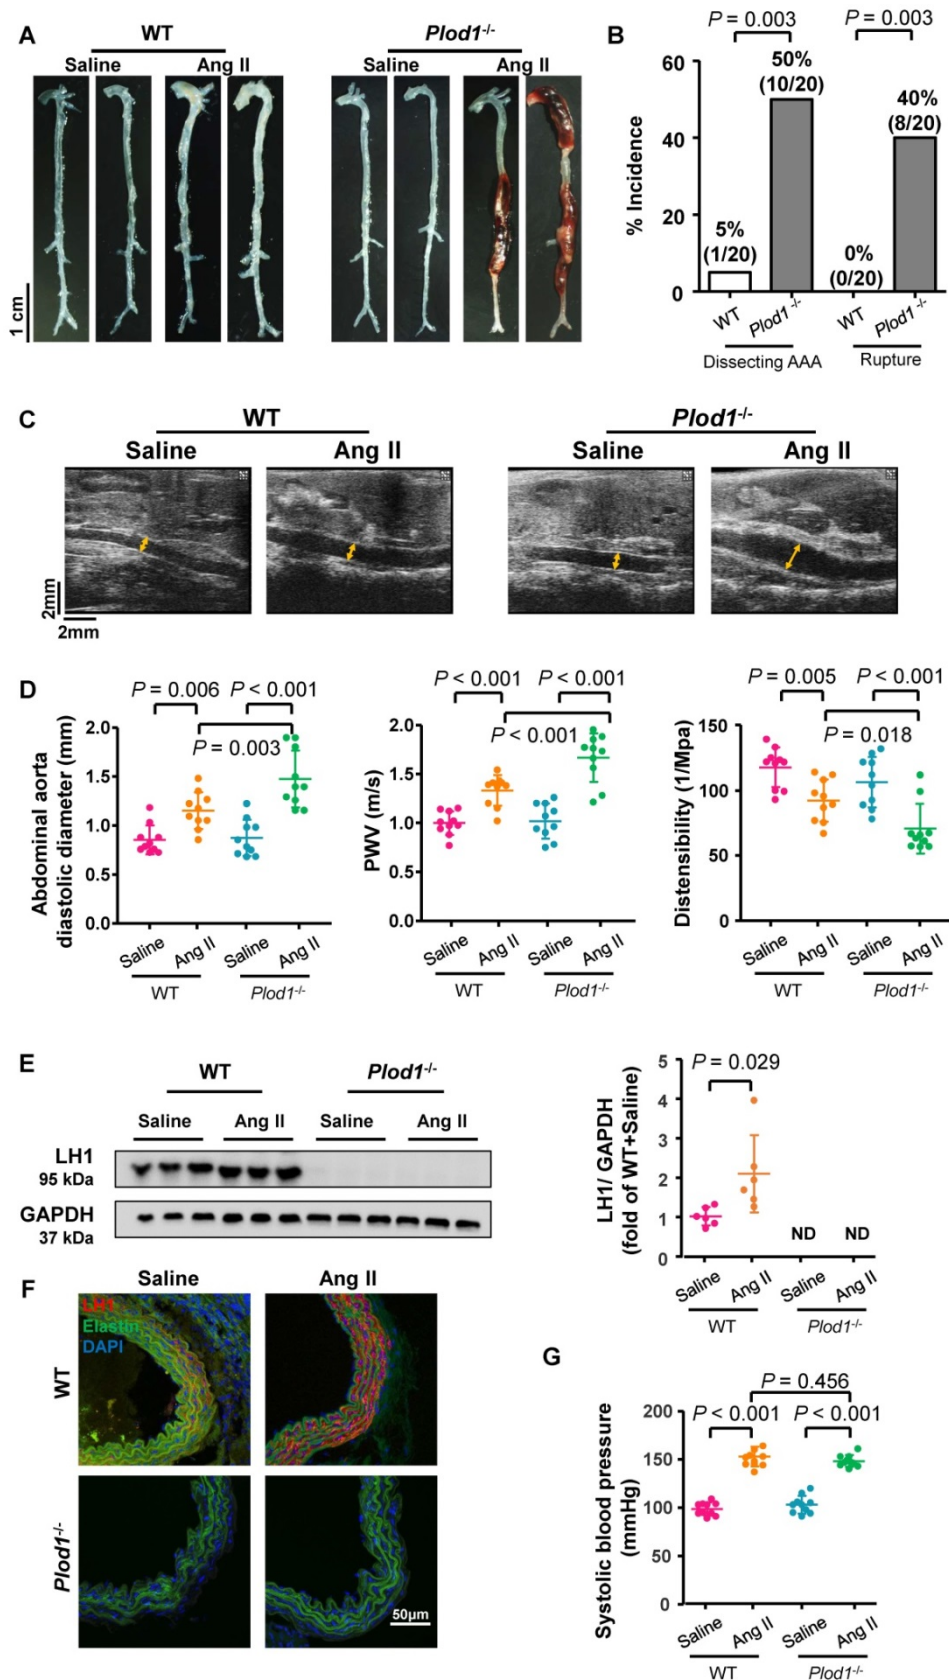 A
WT
Plod1-/-
Saline
Ang II
Saline
Ang II
1 cm
B
P = 0.003
P = 0.003
50%
(10/20)
40%
(8/20)
5%
(1/20)
0%
(0/20)
% Incidence
60
40
20
0
WT
Plod1-/-
WT
Plod1-/-
Dissecting AAA
Rupture
C
WT
Plod1-/-
Saline
Ang II
Saline
Ang II
2mm
2mm
D
P = 0.006
P < 0.001
P = 0.003
Abdominal aorta
diastolic diameter (mm)
2.0
1.5
1.0
0.5
0.0
Saline
Ang II
Saline
Ang II
WT
Plod1-/-
P < 0.001
P < 0.001
P < 0.001
PWV (m/s)
2.0
1.5
1.0
0.5
0.0
Saline
Ang II
Saline
Ang II
WT
Plod1-/-
P = 0.005
P < 0.001
P = 0.018
Distensibility (1/Mpa)
150
100
50
0
Saline
Ang II
Saline
Ang II
WT
Plod1-/-
E
WT
Plod1-/-
Saline
Ang II
Saline
Ang II
LH1
95 kDa
GAPDH
37 kDa
P = 0.029
LH1/ GAPDH
(fold of WT+Saline)
5
4
3
2
1
0
ND
ND
Saline
Ang II
Saline
Ang II
WT
Plod1-/-
F
Saline
Ang II
LH1
Elastin
DAPI
WT
Plod1-/-
50μm
G
P = 0.456
P < 0.001
P < 0.001
Systolic blood pressure
(mmHg)
200
150
100
50
0
Saline
Ang II
Saline
Ang II
WT
Plod1-/-